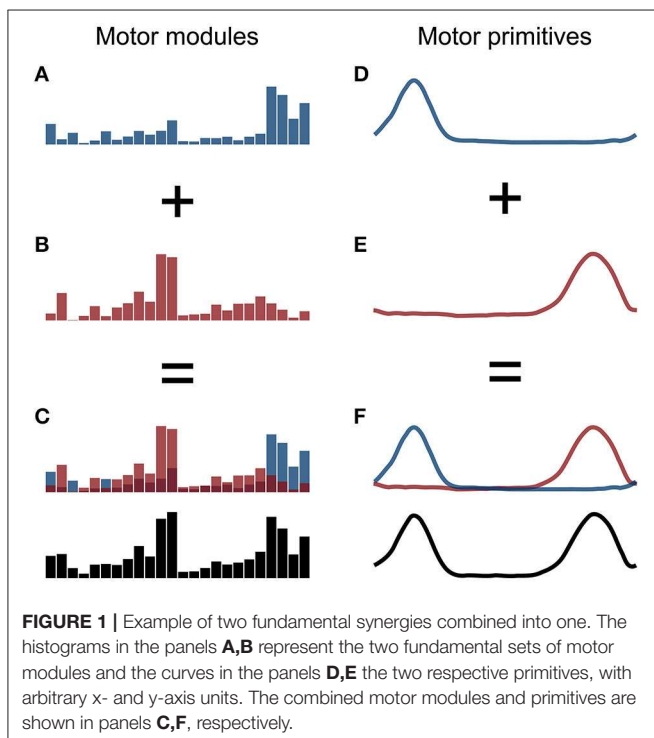 Motor modules
Motor primitives
A
D
+
+
B
E
=
=
C
F
FIGURE 1 | Example of two fundamental synergies combined into one. The
histograms in the panels A,B represent the two fundamental sets of motor
modules and the curves in the panels D,E the two respective primitives, with
arbitrary x- and y-axis units. The combined motor modules and primitives are
shown in panels C,F, respectively.